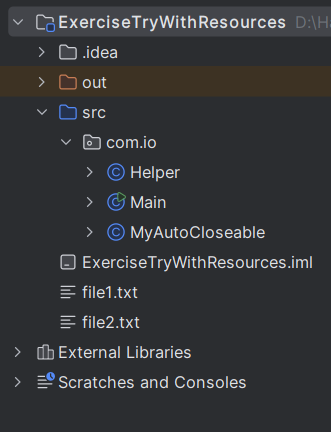 ExerciseTryWithResources D:\Ha
.idea
out
src
com.io
Helper
Main
MyAutoCloseable
ExerciseTryWithResources.iml
file1.txt
file2.txt
External Libraries
Scratches and Consoles